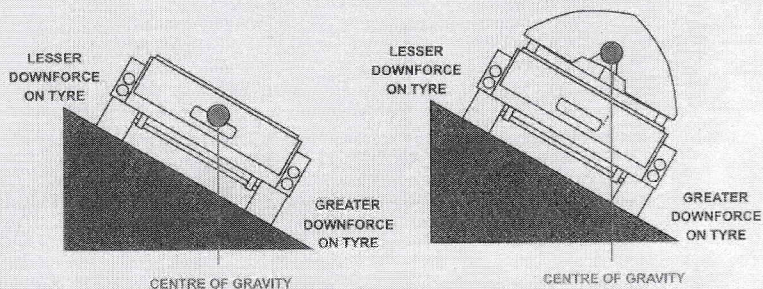 LESSER
DOWNFORCE
ON TYRE
GREATER
DOWNFORCE
ON TYRE
CENTRE OF GRAVITY
LESSER
DOWNFORCE
ON TYRE
GREATER
DOWNFORCE
ON TYRE
CENTRE OF GRAVITY